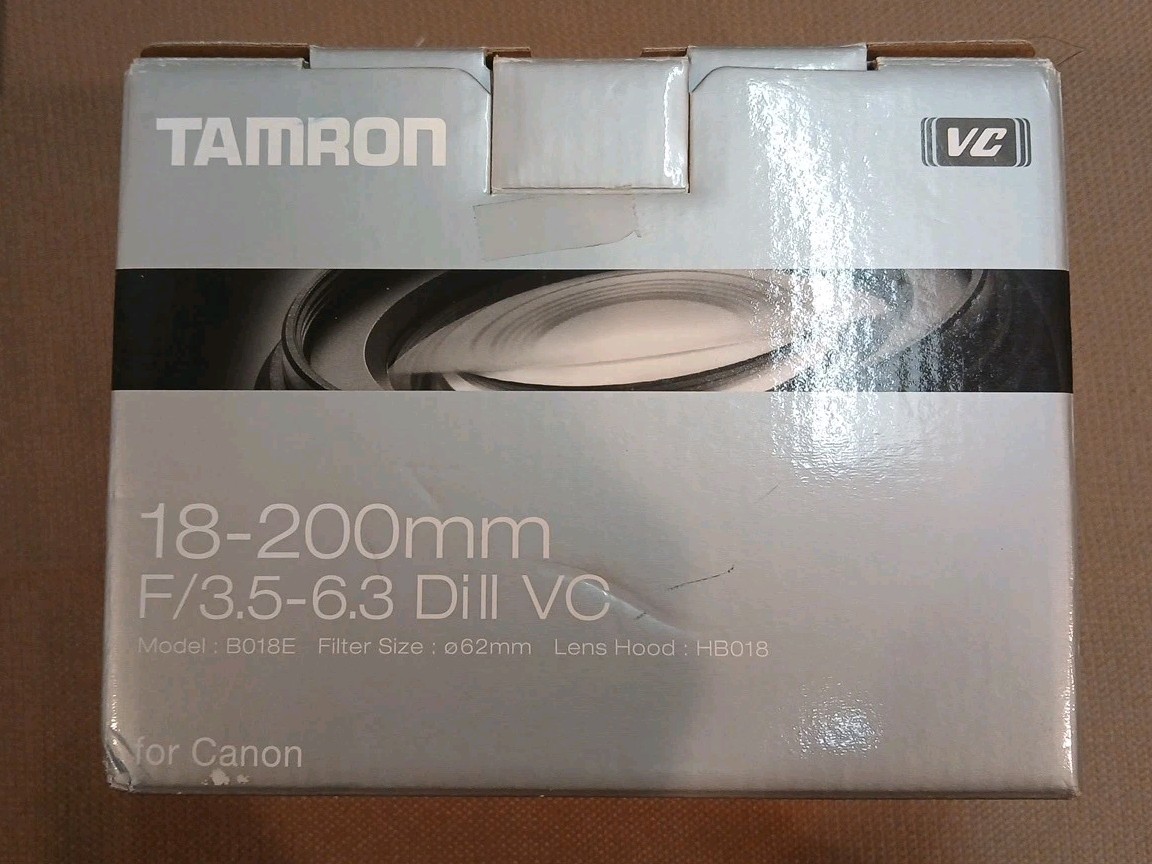 TAMRON
VC
18-200mm
F/3.5-6.3 DiII VC
Model : B018E Filter Size : ø62mm Lens Hood : HB018
for Canon